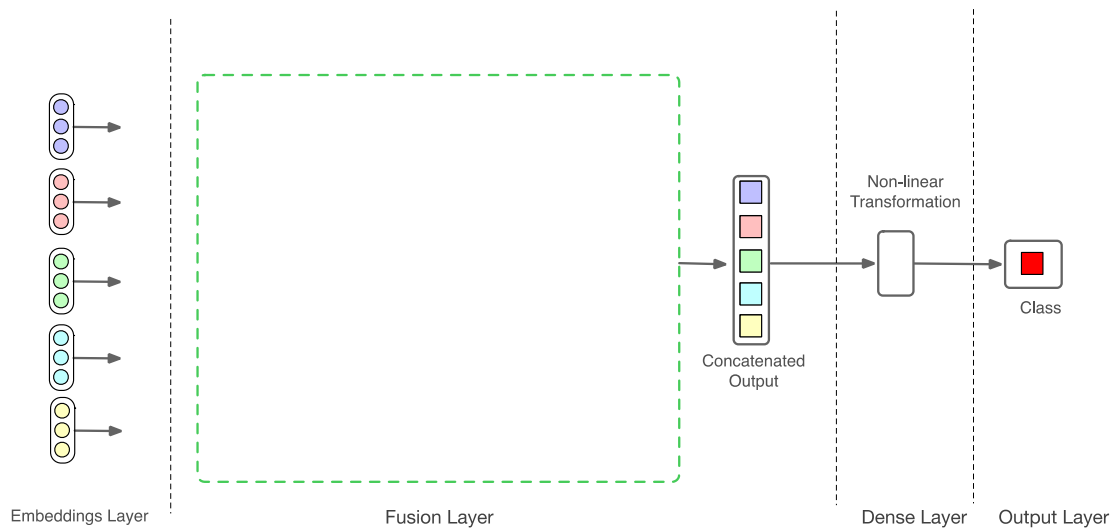 Non-linear
Transformation
Class
Concatenated
Output
Embeddings Layer
Fusion Layer
Dense Layer
Output Layer